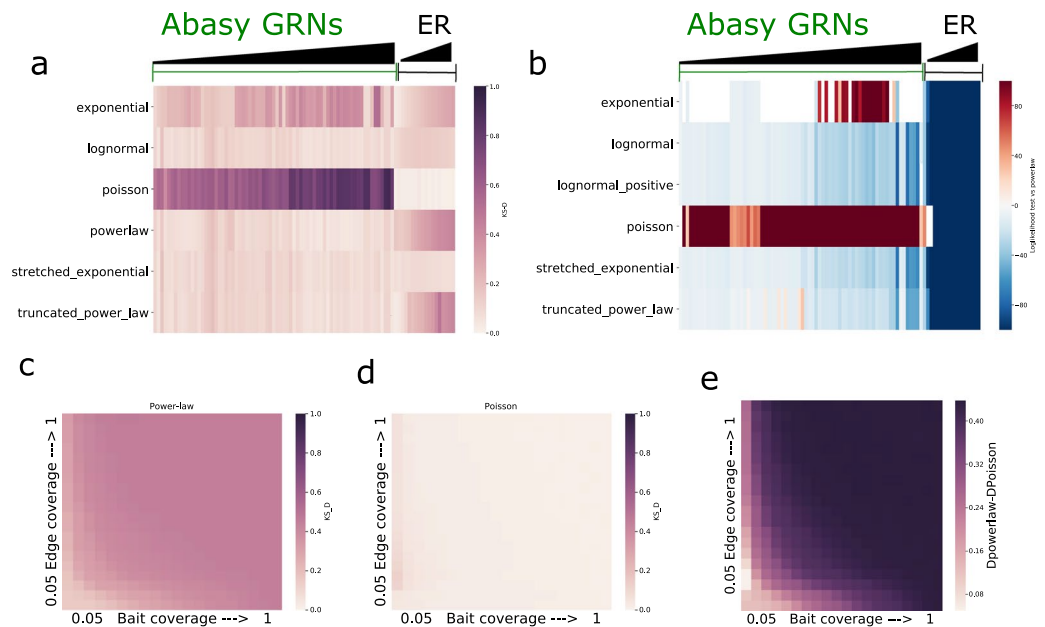 Abasy GRNs
ER
a
exponential
lognormal
poisson
powerlaw
stretched_exponential
truncated_power_law
1.0
0.8
0.6
0.4
0.2
0.0
KS-D
Abasy GRNs
ER
b
exponential
lognormal
lognormal_positive
poisson
stretched_exponential
truncated_power_law
80
40
0
−40
−80
Loglikelihood test vs powerlaw
c
Power-law
0.05 Edge coverage ---> 1
0.05 Bait coverage ---> 1
1.0
0.8
0.6
0.4
0.2
0.0
KS_D
d
Poisson
0.05 Edge coverage ---> 1
0.05 Bait coverage ---> 1
1.0
0.8
0.6
0.4
0.2
0.0
KS_D
e
0.05 Edge coverage ---> 1
0.05 Bait coverage ---> 1
0.40
0.32
0.24
0.16
0.08
Dpowerlaw-DPoisson